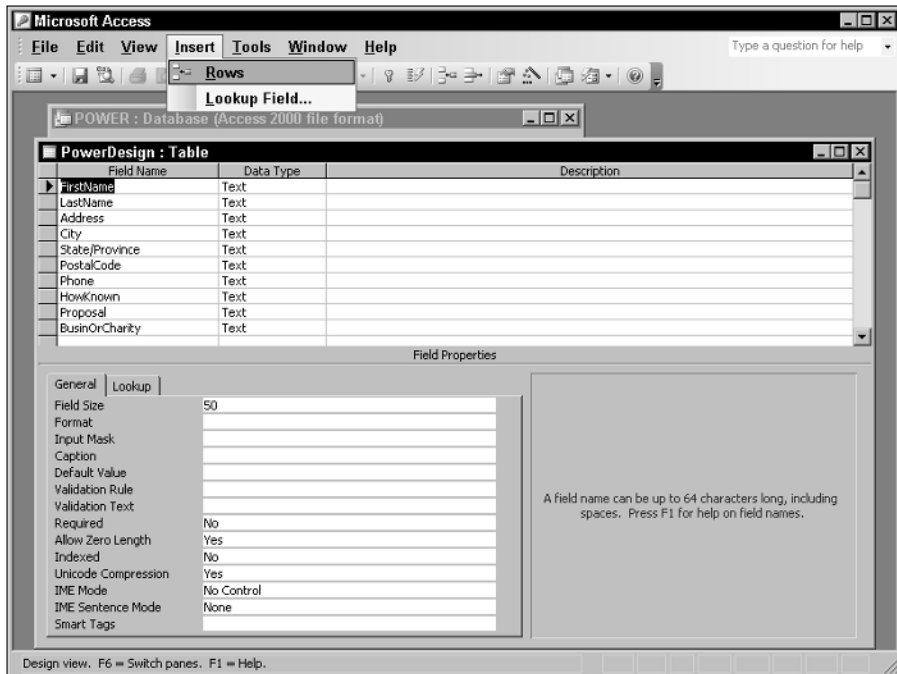 Microsoft Access
File Edit View Insert Tools Window Help
Type a question for help
Rows
Lookup Field...
POWER : Database (Access 2000 file format)
PowerDesign : Table
Field Name Data Type Description
FirstName Text
LastName Text
Address Text
City Text
State/Province Text
PostalCode Text
Phone Text
HowKnown Text
Proposal Text
BusinOrCharity Text
Field Properties
General Lookup
Field Size 50
Format
Input Mask
Caption
Default Value
Validation Rule
Validation Text
Required No
Allow Zero Length Yes
Indexed No
Unicode Compression Yes
IME Mode No Control
IME Sentence Mode None
Smart Tags
A field name can be up to 64 characters long, including
spaces. Press F1 for help on field names.
Design view. F6 = Switch panes. F1 = Help.